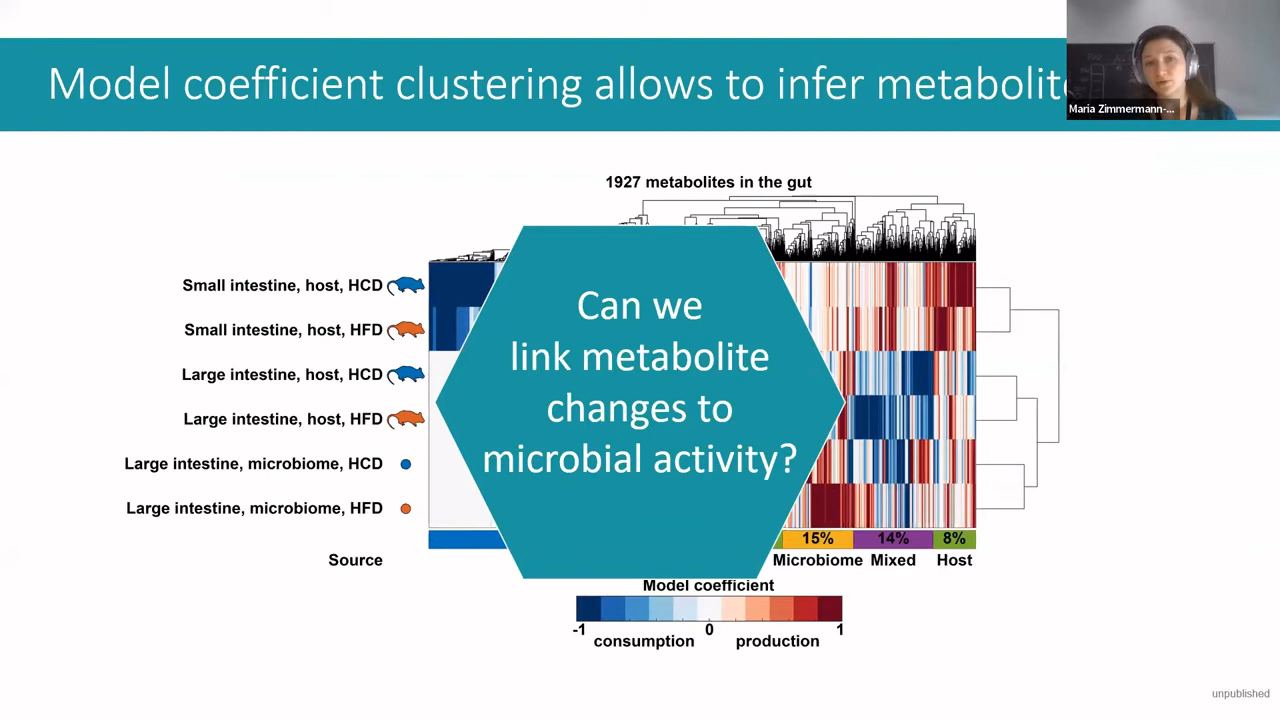 Model coefficient clustering allows to infer
Maria Zimmermann-...
1927 metabolites in the gut
Small intestine, host, HCD
Small intestine, host, HFD
Large intestine, host, HCD
Large intestine, host, HFD
Large intestine, microbiome, HCD
Large intestine, microbiome, HFD
Can we
link metabolite
changes to
microbial activity?
15% 14% 8%
Source Microbiome Mixed Host
Model coefficient
-1 0 1
consumption production
unpublished